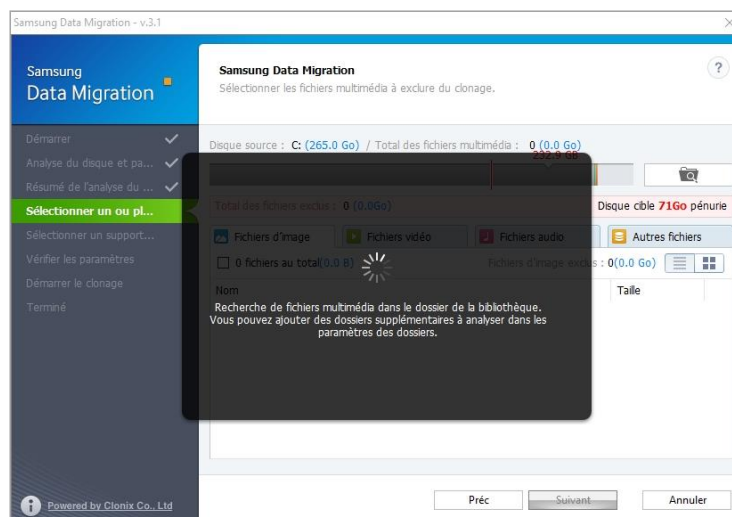 Samsung Data Migration - v.3.1
Samsung
Data Migration
Samsung Data Migration
Sélectionner les fichiers multimédia à exclure du clonage.
?
Démarrer
Analyse du disque et pa...
Résumé de l'analyse du ...
Sélectionner un ou pl...
Sélectionner un support...
Vérifier les paramètres
Démarrer le clonage
Terminé
Disque source : C: (265.0 Go) / Total des fichiers multimédia : 0 (0.0 Go)
232.9 GB
Total des fichiers exclus : 0 (0.0Go)
Disque cible 71Go pénurie
Fichiers d'image
Fichiers vidéo
Fichiers audio
Autres fichiers
0 fichiers au total(0.0 B)
Fichiers d'image exclus : 0(0.0 Go)
Nom
Taille
Recherche de fichiers multimédia dans le dossier de la bibliothèque.
Vous pouvez ajouter des dossiers supplémentaires à analyser dans les
paramètres des dossiers.
Powered by Clonix Co., Ltd
Préc
Suivant
Annuler